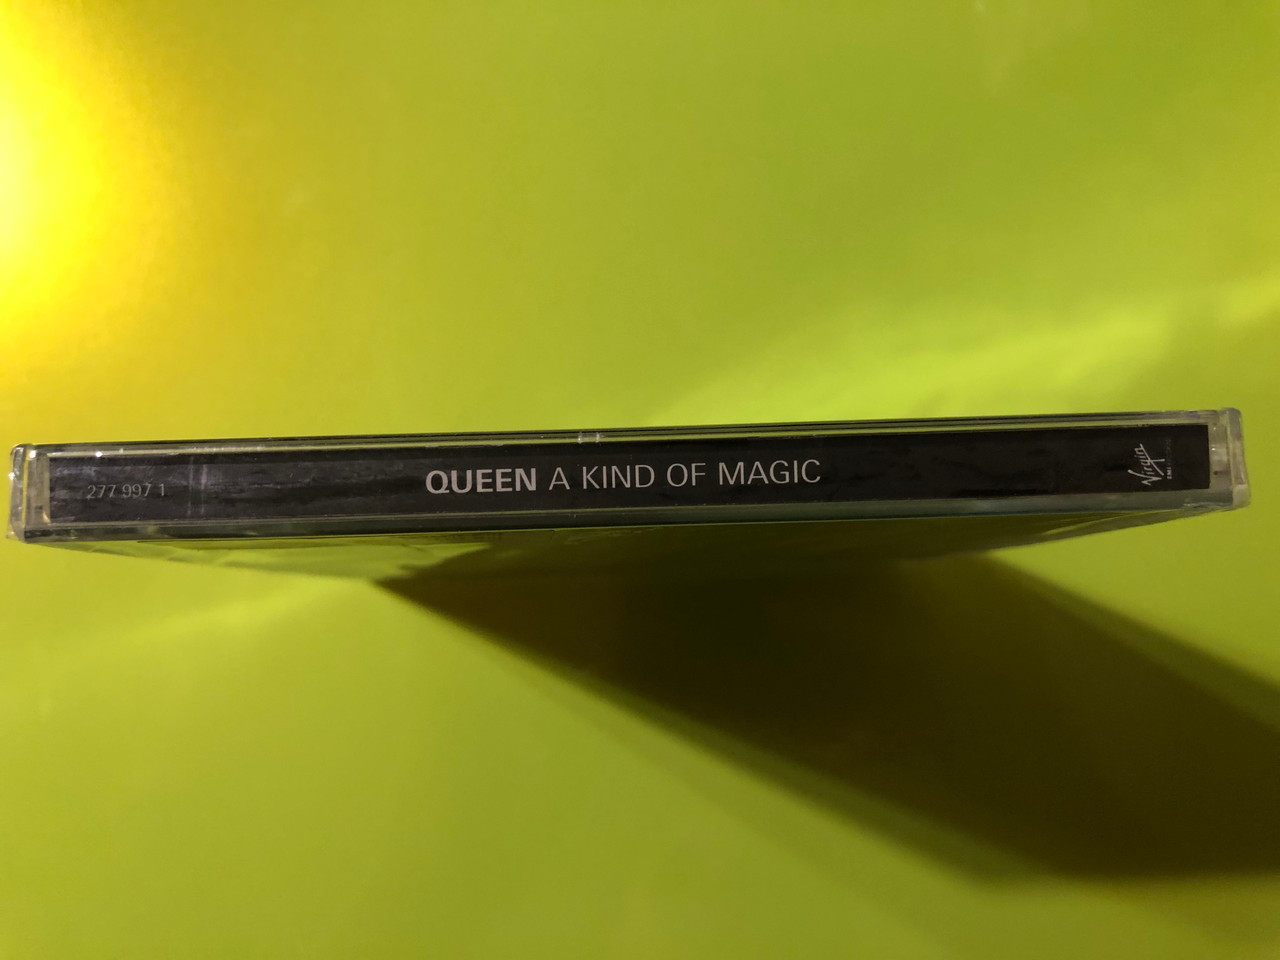 277 997 1
QUEEN A KIND OF MAGIC
Virgin